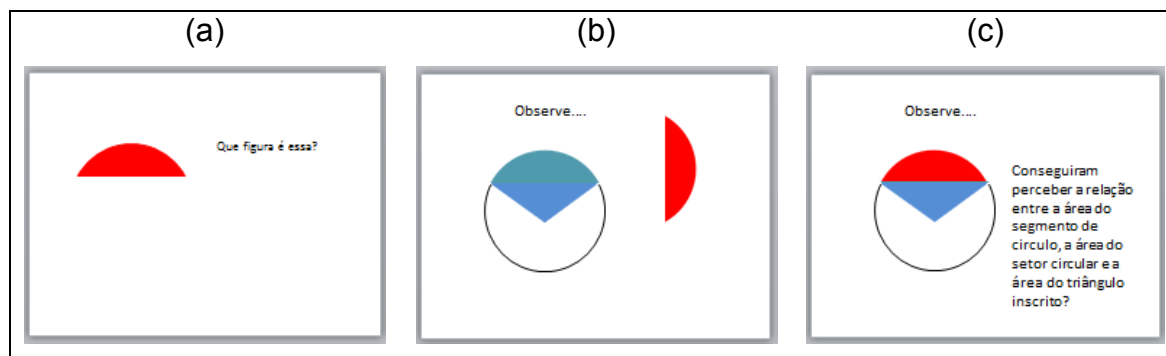 (a)
(b)
(c)
Que figura é essa?
Observe....
Observe....
Conseguiram
perceber a relação
entre a área do
segmento de
circulo, a área do
setor circular e a
área do triângulo
inscrito?